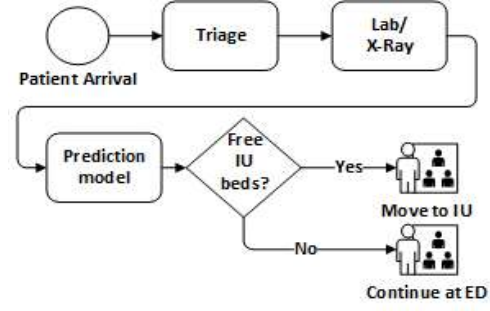 Patient Arrival
Triage
Lab/
X-Ray
Prediction
model
Free
IU
beds?
Yes
Move to IU
No
Continue at ED